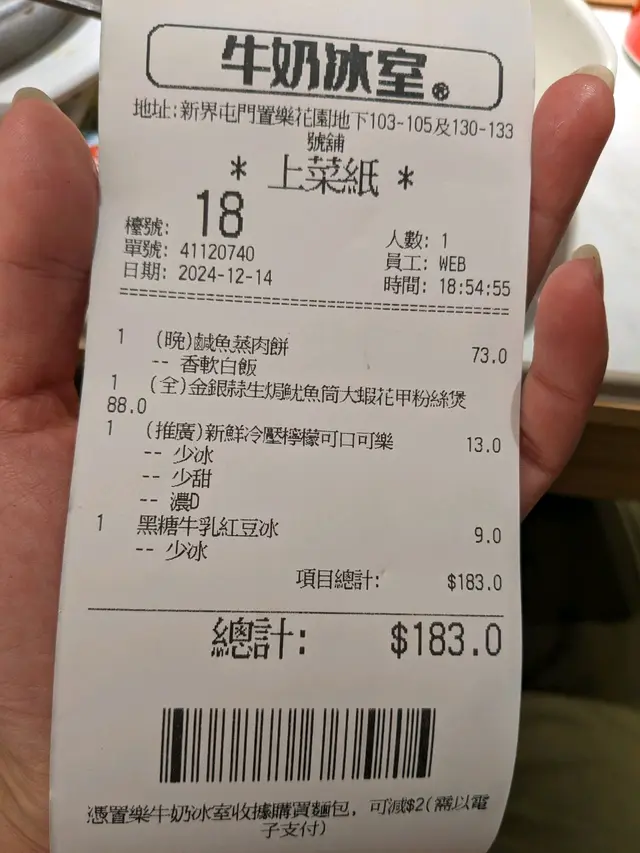 牛奶冰室®
地址:新界屯門置樂花園地下103-105及130-133
號舖
* 上菜紙 *
檯號: 18
人數: 1
單號: 41120740
員工: WEB
日期: 2024-12-14
時間: 18:54:55
1 (晚)鹹魚蒸肉餅 73.0
-- 香軟白飯
1 (全)金銀蒜生焗魷魚筒大蝦花甲粉絲煲
88.0
1 (推廣)新鮮冷壓檸檬可口可樂 13.0
-- 少冰
-- 少甜
-- 濃D
1 黑糖牛乳紅豆冰 9.0
-- 少冰
項目總計: $183.0
總計: $183.0
憑置樂牛奶冰室收據購買麵包, 可減$2(需以電
子支付)